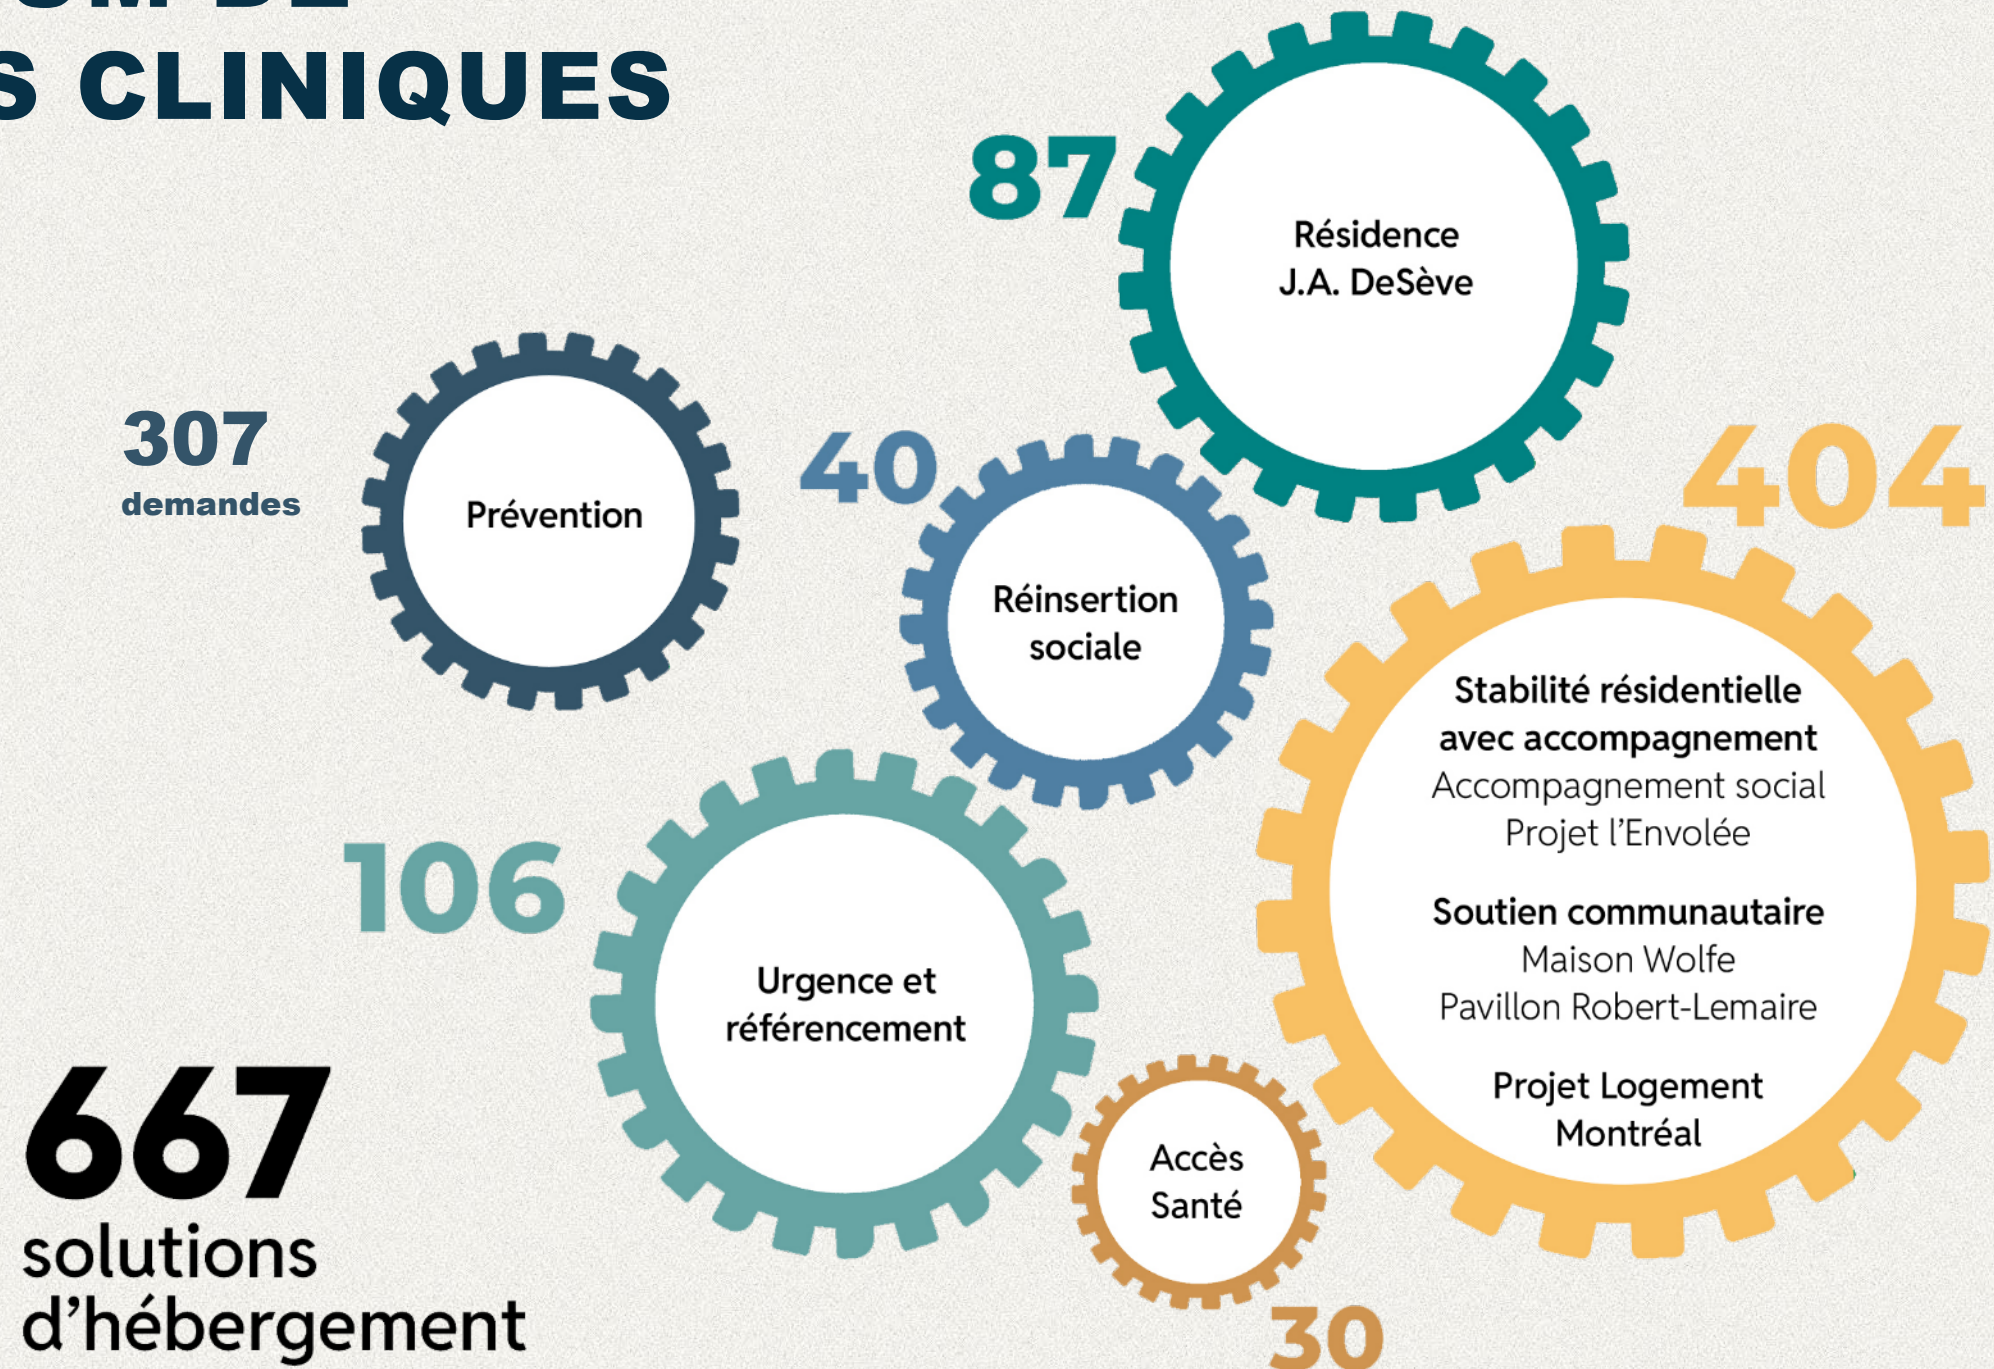 S CLINIQUES
87
Résidence
J.A. DeSève
307
demandes
Prévention
40
Réinsertion
sociale
404
Stabilité résidentielle
avec accompagnement
Accompagnement social
Projet l'Envolée
Soutien communautaire
Maison Wolfe
Pavillon Robert-Lemaire
Projet Logement
Montréal
106
Urgence et
référencement
Accès
Santé
30
667
solutions
d'hébergement